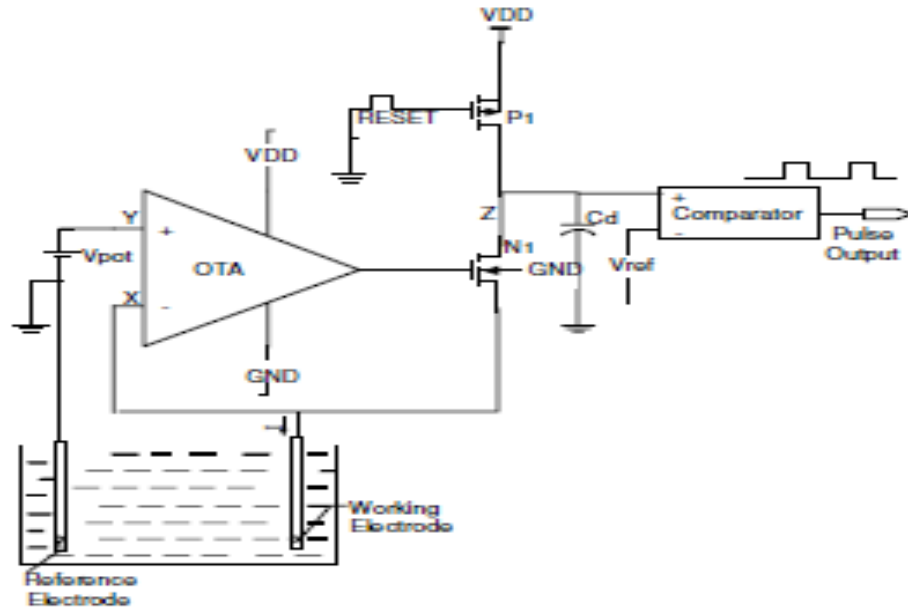 VDD
RESET
P1
VDD
Y
+
Vpot
OTA
X
-
GND
Z
Cd
N1
GND
+
Comparator
-
Vref
Pulse
Output
I
Working
Electrode
Reference
Electrode